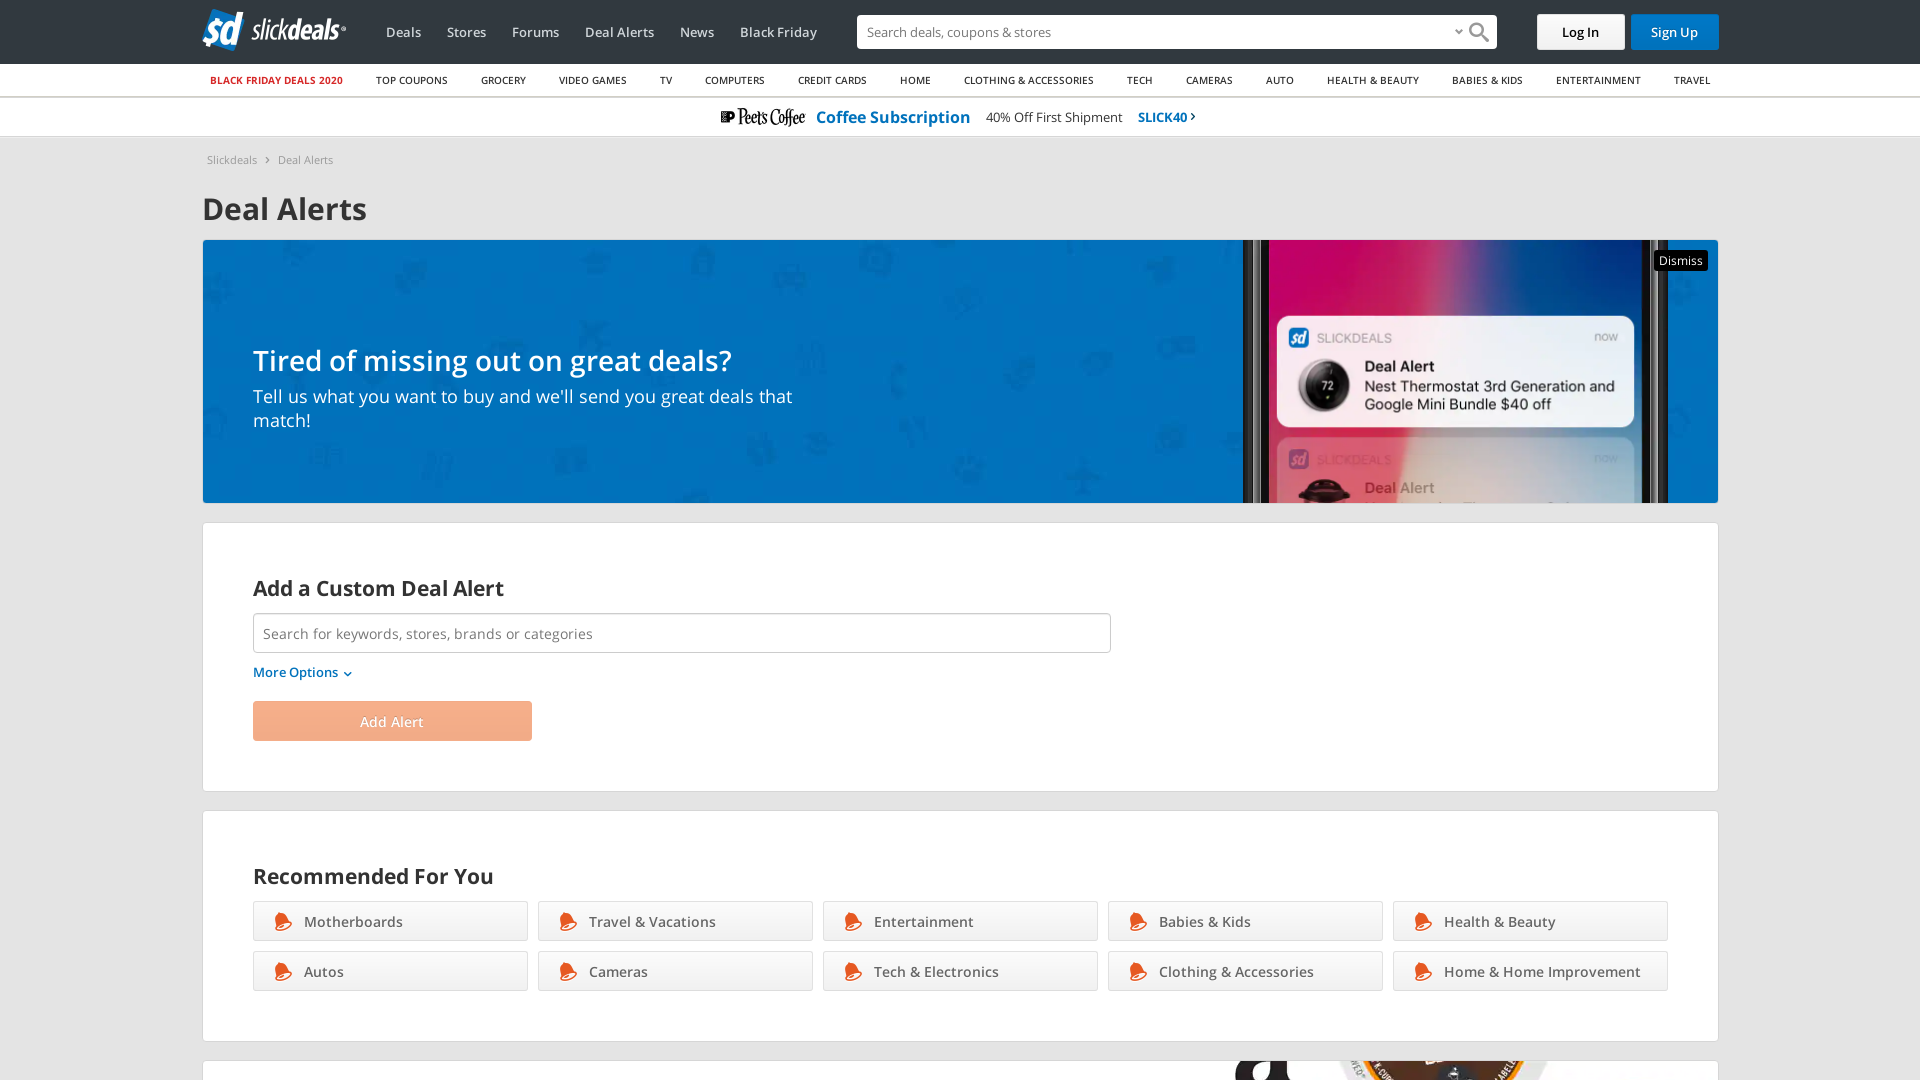 slickdeals
Deals
Stores
Forums
Deal Alerts
News
Black Friday
Search deals, coupons & stores
Log In
Sign Up
BLACK FRIDAY DEALS 2020
TOP COUPONS
GROCERY
VIDEO GAMES
TV
COMPUTERS
CREDIT CARDS
HOME
CLOTHING & ACCESSORIES
TECH
CAMERAS
AUTO
HEALTH & BEAUTY
BABIES & KIDS
ENTERTAINMENT
TRAVEL
Peet's Coffee
Coffee Subscription
40% Off First Shipment
SLICK40
Slickdeals
Deal Alerts
Deal Alerts
Dismiss
Tired of missing out on great deals?
Tell us what you want to buy and we'll send you great deals that
match!
sd
SLICKDEALS
now
72
Deal Alert
Nest Thermostat 3rd Generation and
Google Mini Bundle $40 off
sd
SLICKDEALS
now
Deal Alert
Add a Custom Deal Alert
Search for keywords, stores, brands or categories
More Options
Add Alert
Recommended For You
Motherboards
Travel & Vacations
Entertainment
Babies & Kids
Health & Beauty
Autos
Cameras
Tech & Electronics
Clothing & Accessories
Home & Home Improvement